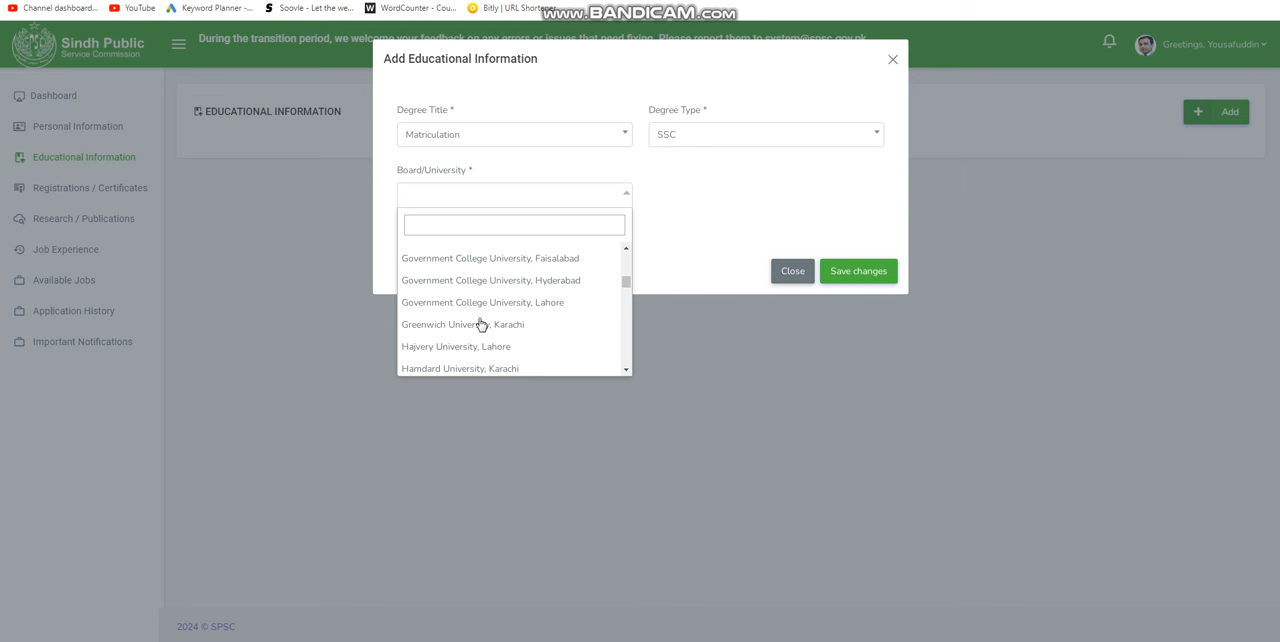 www.BANDICAM.com
Channel dashboard...
YouTube
Keyword Planner -...
Soovle - Let the we...
WordCounter - Cou...
Bitly | URL Shortener
Sindh Public
Service Commission
During the transition period, we welcome your feedback on any errors or issues that need fixing. Please report them to system@spsc.gov.pk
Greetings, Yousafuddin
Dashboard
Personal Information
Educational Information
Registrations / Certificates
Research / Publications
Job Experience
Available Jobs
Application History
Important Notifications
EDUCATIONAL INFORMATION
+ Add
Add Educational Information
Degree Title *
Matriculation
Degree Type *
SSC
Board/University *
Government College University, Faisalabad
Government College University, Hyderabad
Government College University, Lahore
Greenwich University, Karachi
Hajvery University, Lahore
Hamdard University, Karachi
Close
Save changes
2024 © SPSC